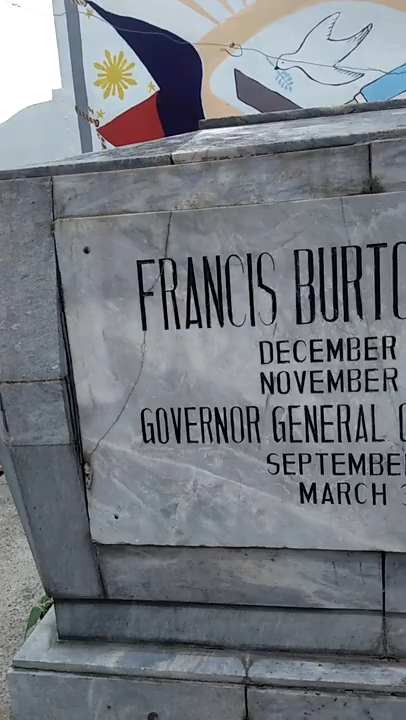 FRANCIS BURTO
DECEMBER
NOVEMBER
GOVERNOR GENERAL
SEPTEMBER
MARCH